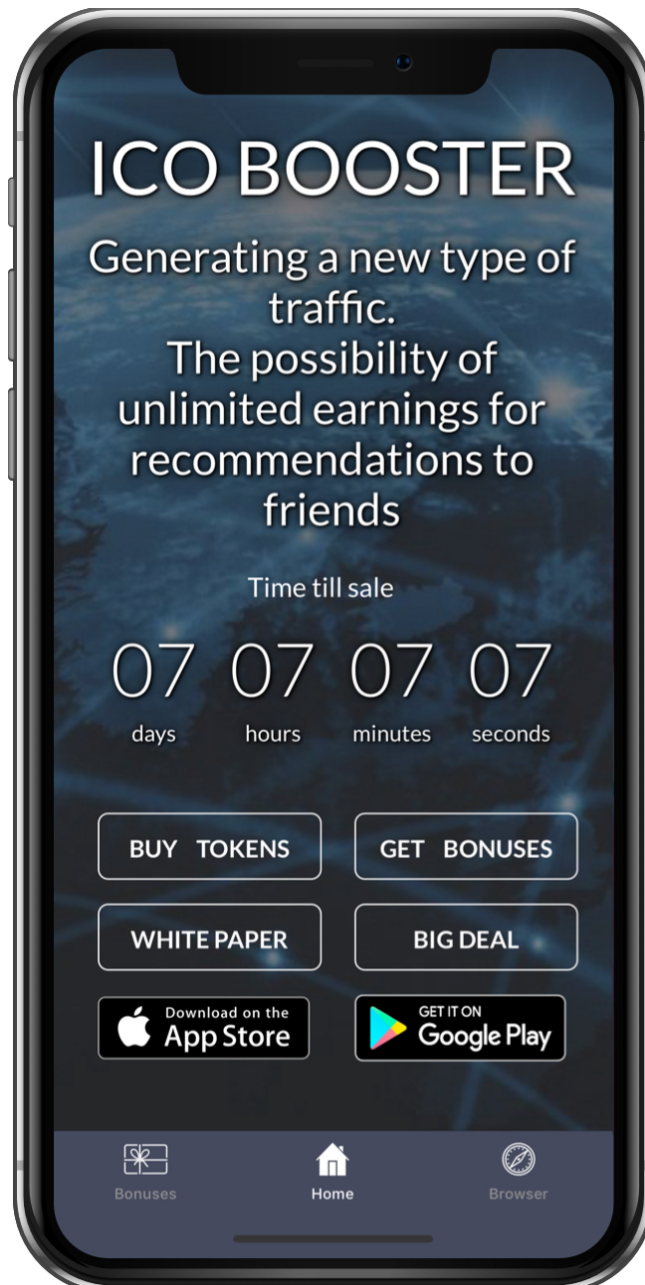 ICO BOOSTER
Generating a new type of
traffic.
The possibility of
unlimited earnings for
recommendations to
friends
Time till sale
07 07 07 07
days hours minutes seconds
BUY TOKENS GET BONUSES
WHITE PAPER BIG DEAL
Download on the
App Store
GET IT ON
Google Play
Bonuses Home Browser